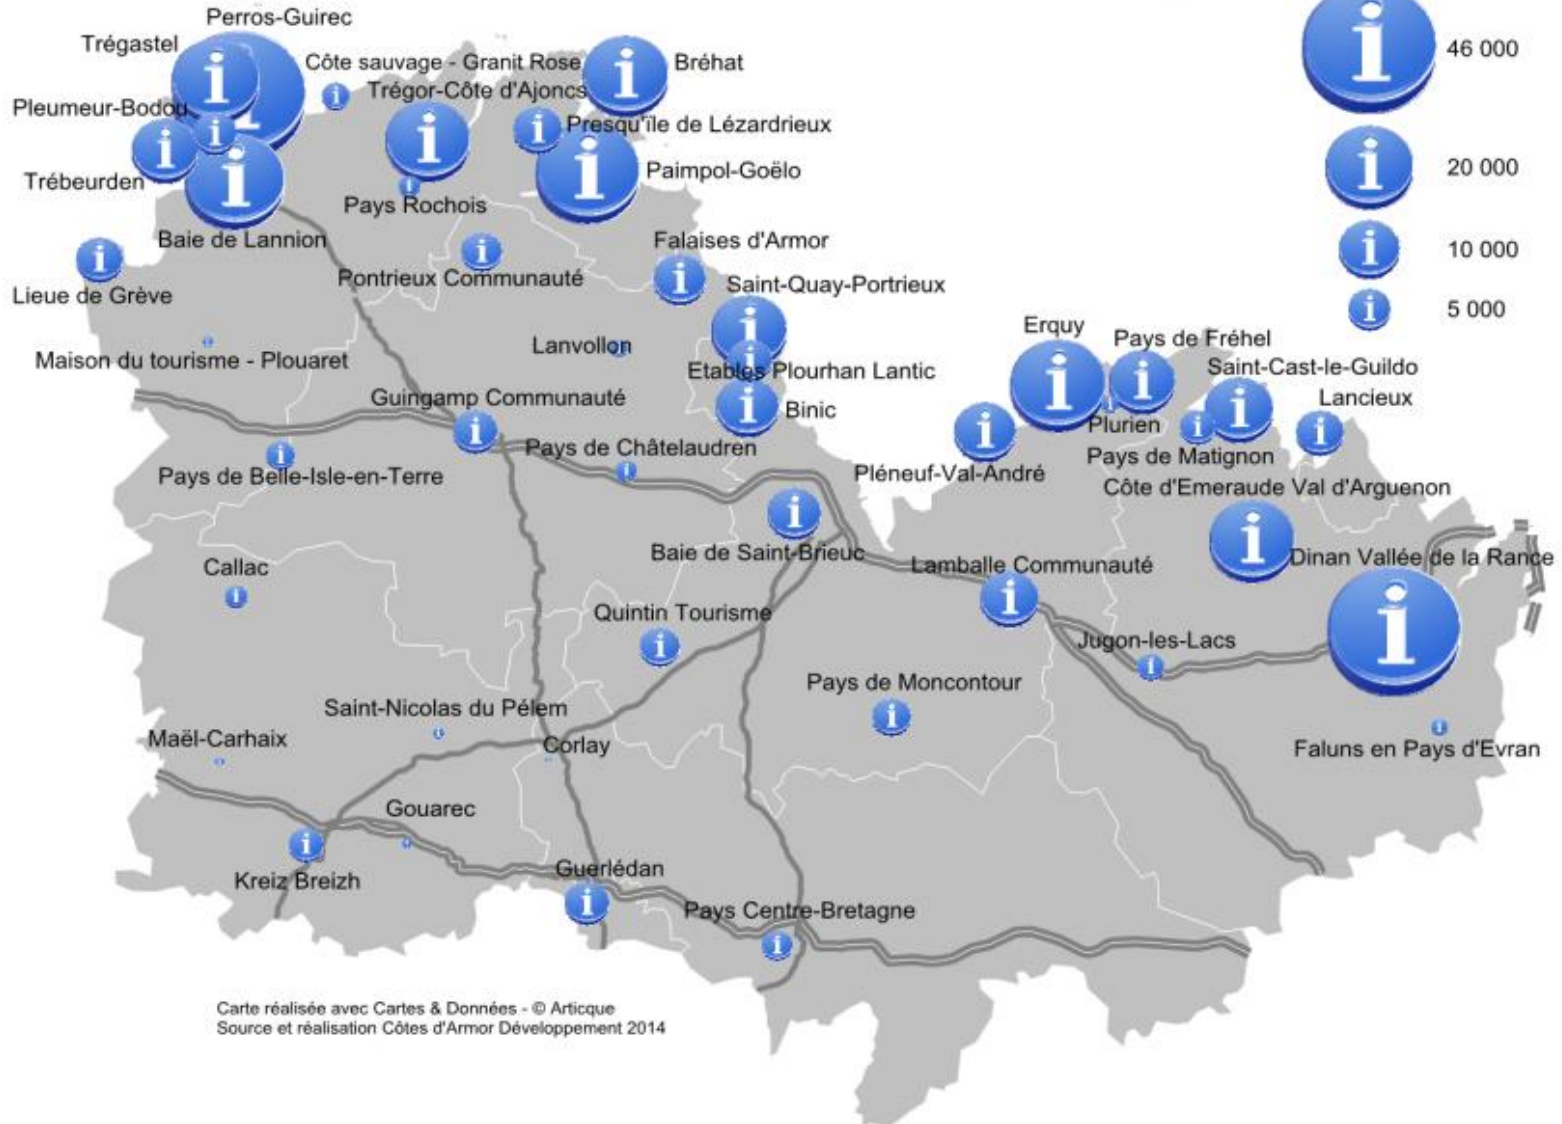 Perros-Guirec
46 000
Trégastel
Côte sauvage - Granit Rose
Bréhat
Trégor-Côte d'Ajoncs
Pleumeur-Bodou
Presqu'île de Lézardrieux
20 000
Paimpol-Goëlo
Trébeurden
Pays Rochois
Baie de Lannion
Falaises d'Armor
10 000
Pontrieux Communauté
Saint-Quay-Portrieux
Lieue de Grève
5 000
Erquy
Pays de Fréhel
Lanvollon
Maison du tourisme - Plouaret
Saint-Cast-le-Guildo
Etables Plourhan Lantic
Guingamp Communauté
Lancieux
Binic
Plurien
Pays de Châtelaudren
Pays de Matignon
Pléneuf-Val-André
Pays de Belle-Isle-en-Terre
Côte d'Emeraude Val d'Arguenon
Baie de Saint-Brieuc
Dinan Vallée de la Rance
Callac
Lamballe Communauté
Quintin Tourisme
Jugon-les-Lacs
Pays de Moncontour
Saint-Nicolas du Pélem
Maël-Carhaix
Corlay
Faluns en Pays d'Evran
Gouarec
Guerlédan
Kreiz Breizh
Pays Centre-Bretagne
Carte réalisée avec Cartes & Données - © Articque
Source et réalisation Côtes d'Armor Développement 2014